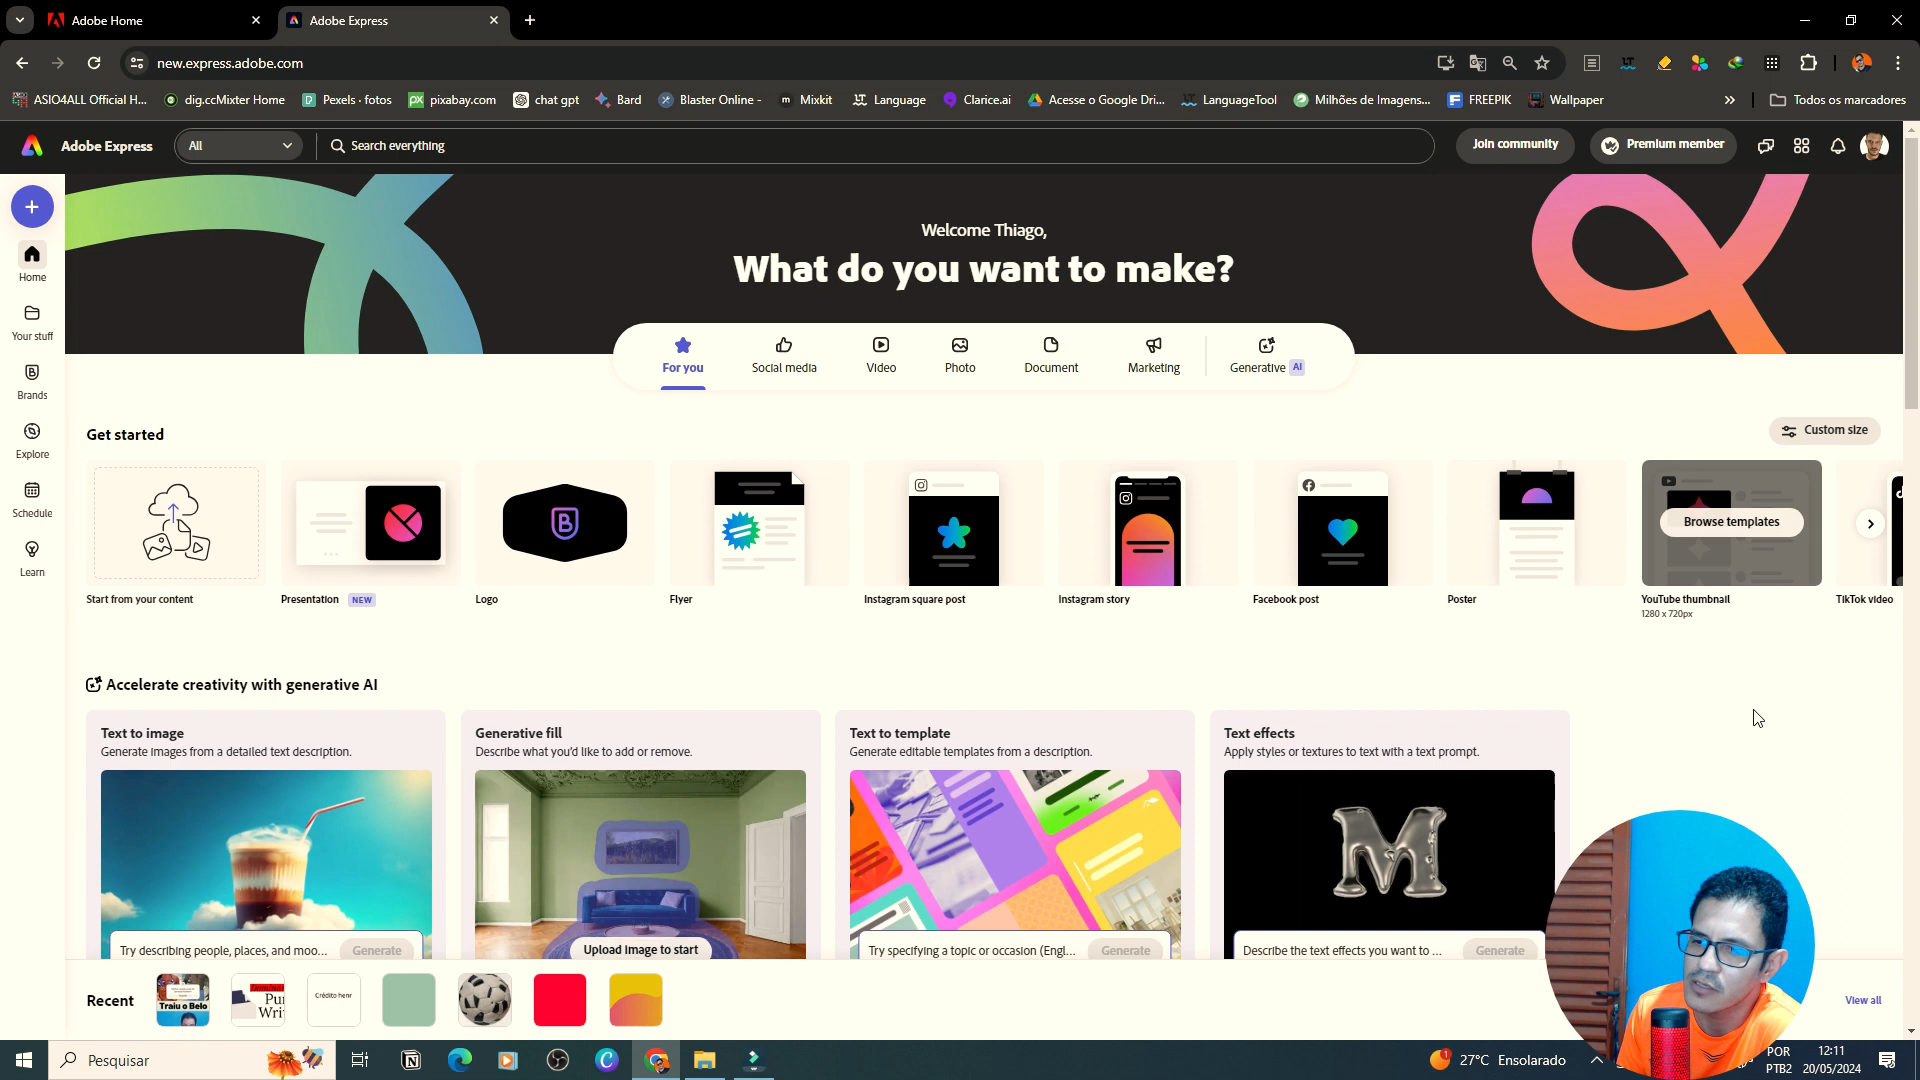 Adobe Home
Adobe Express
new.express.adobe.com
ASIO4ALL Official H...
dig.ccMixter Home
Pexels · fotos
pixabay.com
chat gpt
Bard
Blaster Online -
Mixkit
Language
Clarice.ai
Acesse o Google Dri...
LanguageTool
Milhões de Imagens...
FREEPIK
Wallpaper
Todos os marcadores
Adobe Express
All
Search everything
Join community
Premium member
Home
Your stuff
Brands
Explore
Schedule
Learn
Welcome Thiago,
What do you want to make?
For you
Social media
Video
Photo
Document
Marketing
Generative AI
Get started
Custom size
Browse templates
Start from your content
Presentation NEW
Logo
Flyer
Instagram square post
Instagram story
Facebook post
Poster
YouTube thumbnail
1280 x 720px
TikTok video
Accelerate creativity with generative AI
Text to image
Generate images from a detailed text description.
Try describing people, places, and moo...
Generate
Generative fill
Describe what you'd like to add or remove.
Upload image to start
Text to template
Generate editable templates from a description.
Try specifying a topic or occasion (Engl...
Generate
Text effects
Apply styles or textures to text with a text prompt.
M
Describe the text effects you want to ...
Generate
Recent
Traiu o Belo
Pu
Wri
Crédito henr
View all
Pesquisar
27°C Ensolarado
POR
PTB2
12:11
20/05/2024